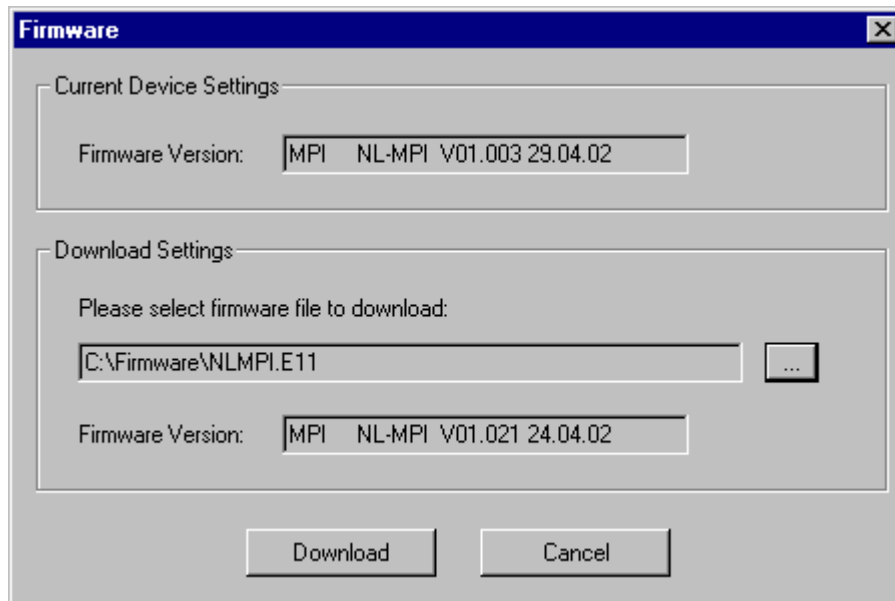 Firmware
Current Device Settings
Firmware Version: MPI NL-MPI V01.003 29.04.02
Download Settings
Please select firmware file to download:
C:\Firmware\NLMPI.E11 ...
Firmware Version: MPI NL-MPI V01.021 24.04.02
Download Cancel